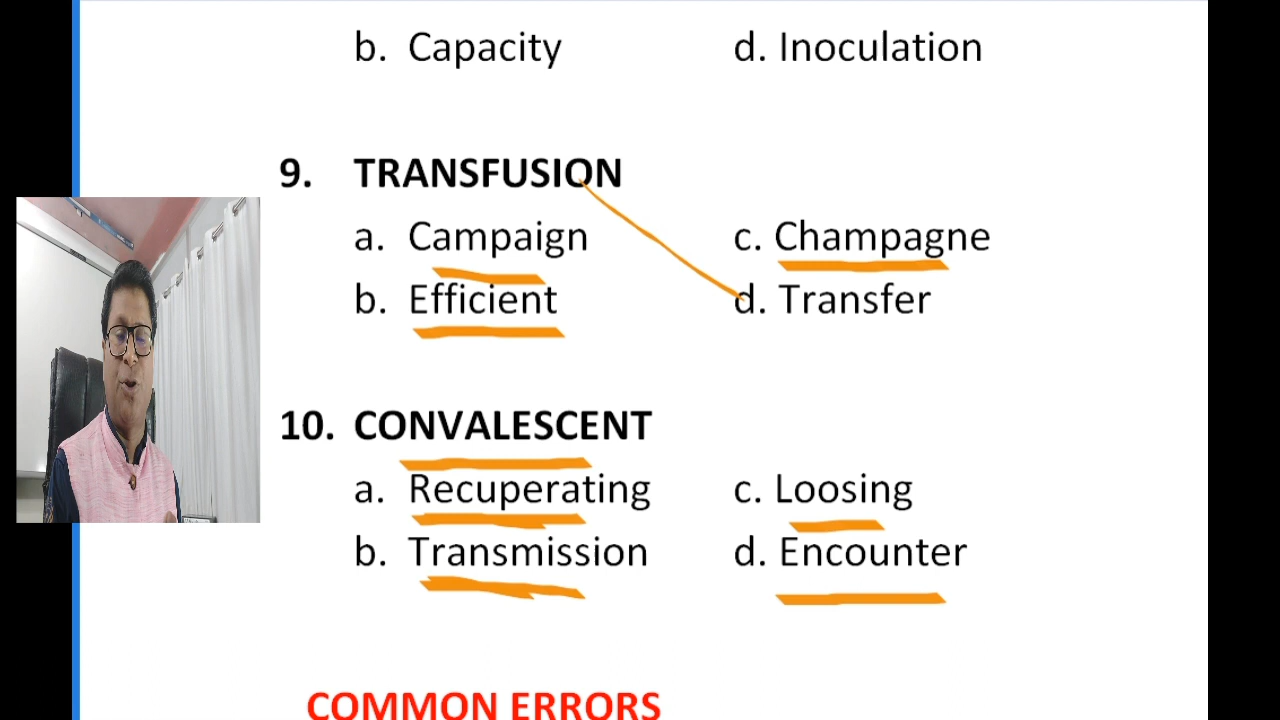 b. Capacity d. Inoculation
9. TRANSFUSION
a. Campaign c. Champagne
b. Efficient d. Transfer
10. CONVALESCENT
a. Recuperating c. Loosing
b. Transmission d. Encounter
COMMON ERRORS